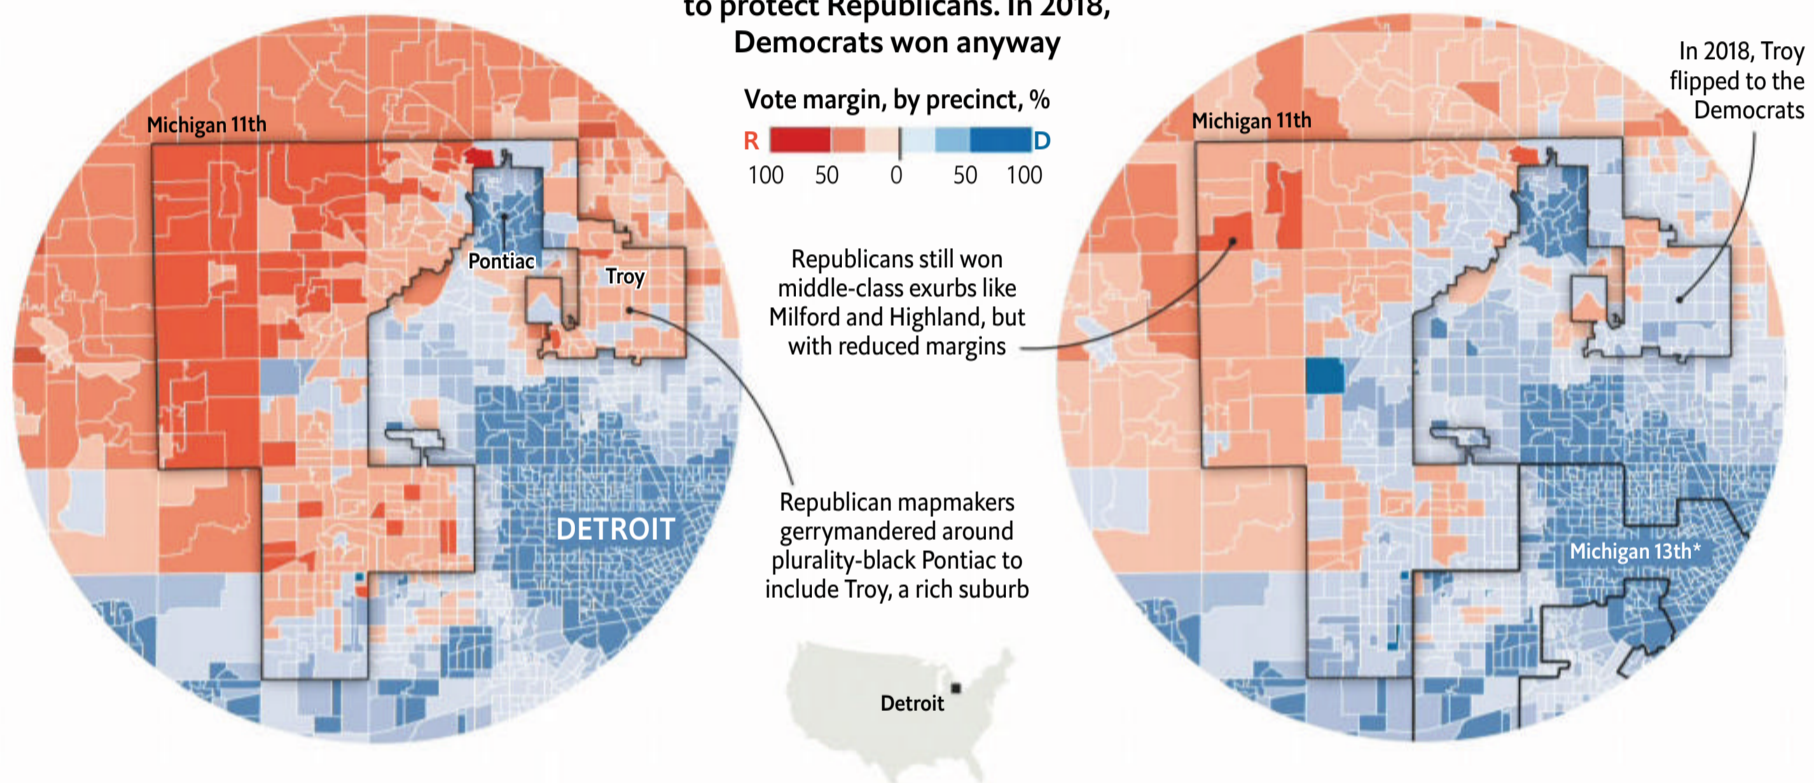 to protect Republicans. In 2018,
Democrats won anyway
Vote margin, by precinct, %
R D
100 50 0 50 100
Michigan 11th
Pontiac
Troy
DETROIT
Republicans still won
middle-class exurbs like
Milford and Highland, but
with reduced margins
Republican mapmakers
gerrymandered around
plurality-black Pontiac to
include Troy, a rich suburb
Detroit
Michigan 11th
In 2018, Troy
flipped to the
Democrats
Michigan 13th*